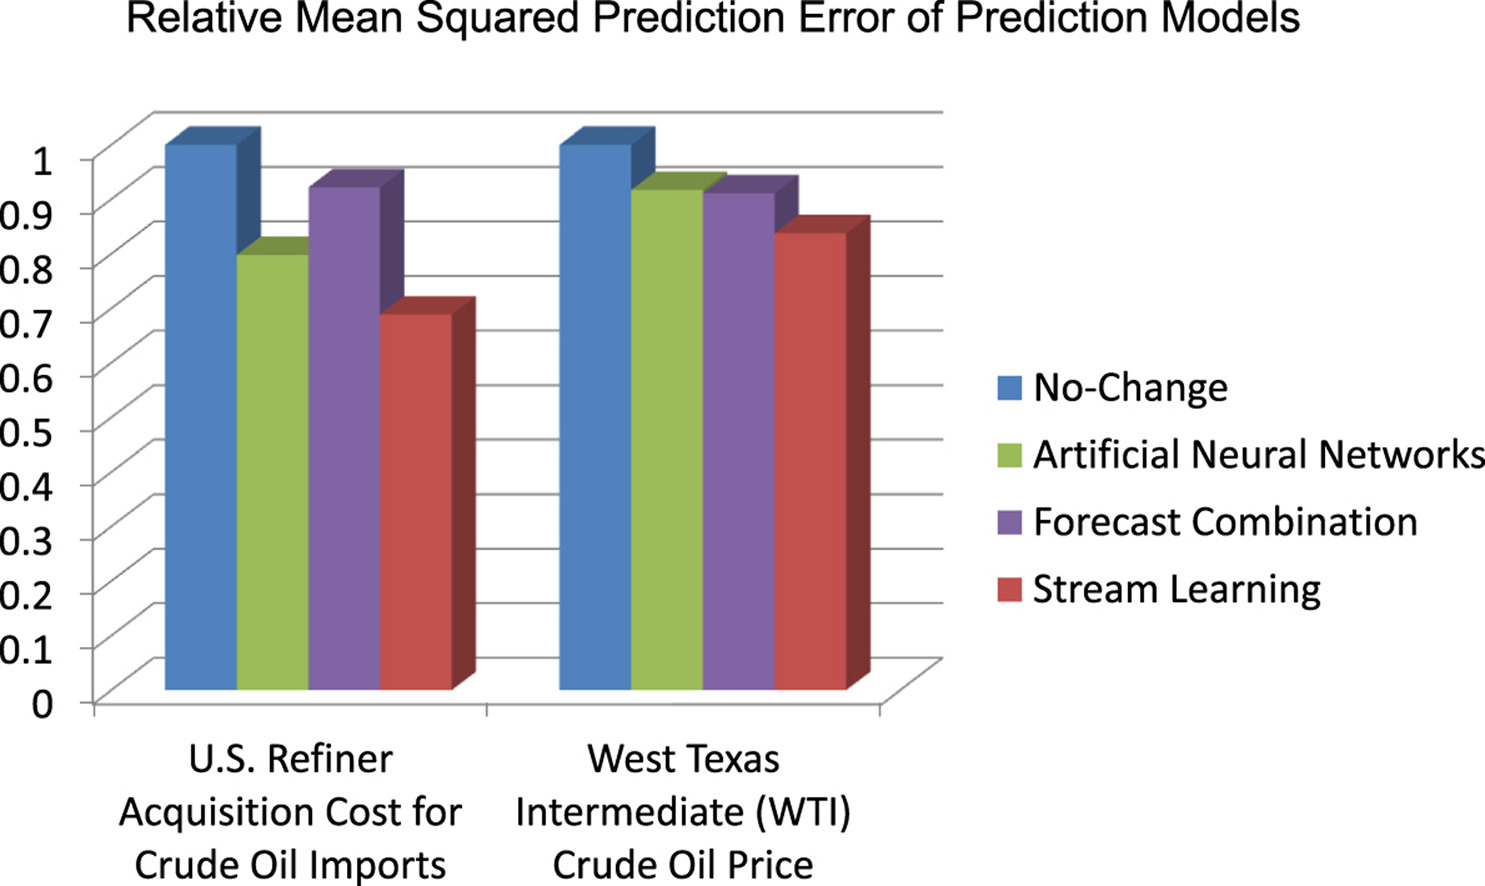 Relative Mean Squared Prediction Error of Prediction Models
1
0.9
0.8
0.7
0.6
0.5
0.4
0.3
0.2
0.1
0
No-Change
Artificial Neural Networks
Forecast Combination
Stream Learning
U.S. Refiner
Acquisition Cost for
Crude Oil Imports
West Texas
Intermediate (WTI)
Crude Oil Price